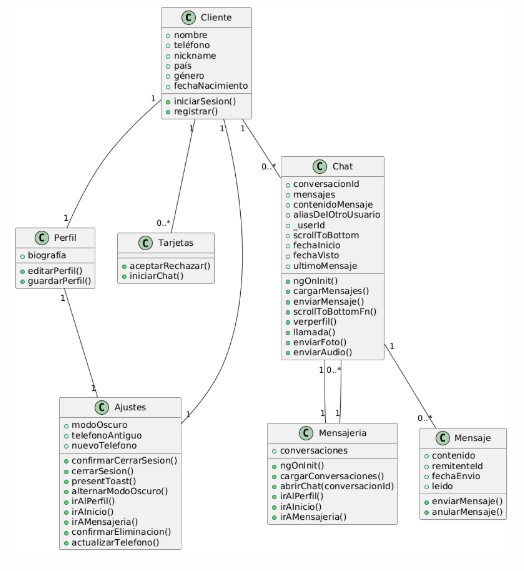 C Cliente
nombre
teléfono
nickname
país
género
fechaNacimiento
iniciarSesion()
registrar()
1
1
1
1
0..*
C Chat
conversacionId
mensajes
contenidoMensaje
aliasDelOtroUsuario
_userId
scrollToBottom
fechaInicio
fechaVisto
ultimoMensaje
ngOnInit()
cargarMensajes()
enviarMensaje()
scrollToBottomFn()
verperfil()
llamada()
enviarFoto()
enviarAudio()
1
0..*
C Perfil
biografía
editarPerfil()
guardarPerfil()
C Tarjetas
aceptarRechazar()
iniciarChat()
1
1
0..*
1
1
1
C Ajustes
modoOscuro
telefonoAntiguo
nuevoTelefono
confirmarCerrarSesion()
cerrarSesion()
presentToast()
alternarModoOscuro()
irAlPerfil()
irAInicio()
irAMensajeria()
confirmarEliminacion()
actualizarTelefono()
1
1
0..*
C Mensajeria
conversaciones
ngOnInit()
cargarConversaciones()
abrirChat(conversacionId)
irAlPerfil()
irAInicio()
irAMensajeria()
C Mensaje
contenido
remitenteId
fechaEnvio
leido
enviarMensaje()
anularMensaje()